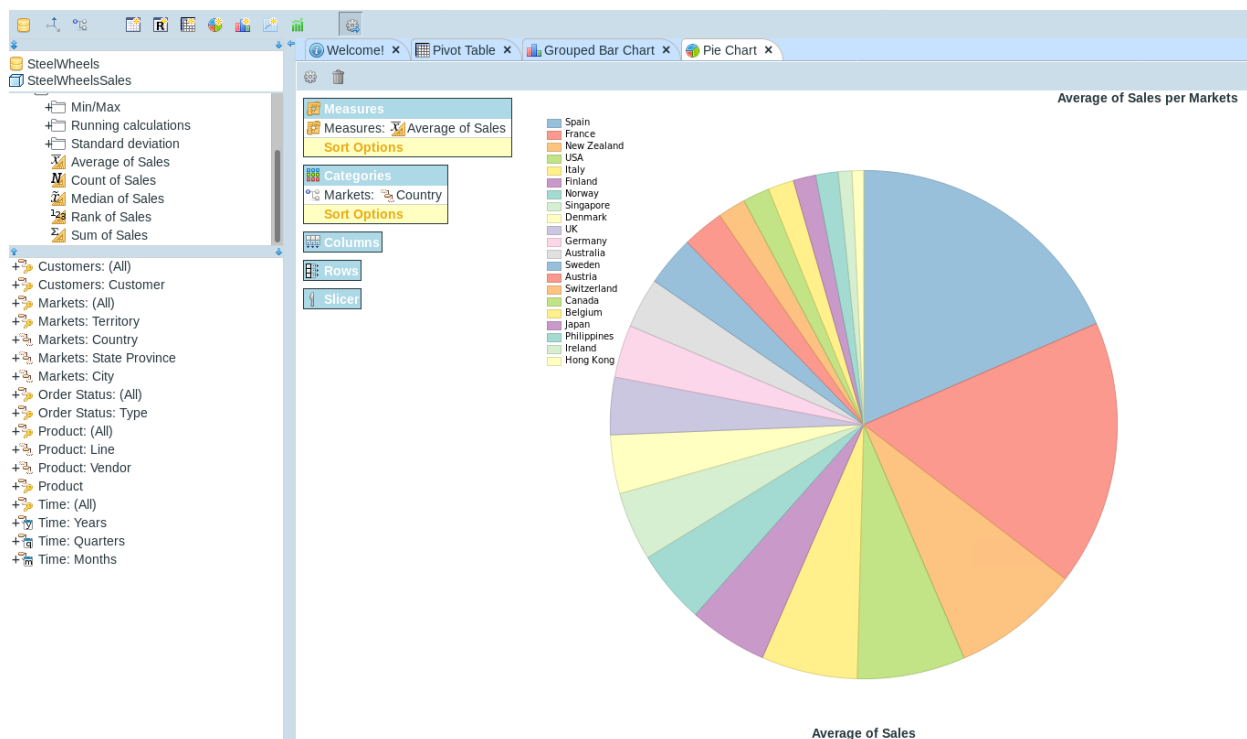 Welcome! ×
Pivot Table ×
Grouped Bar Chart ×
Pie Chart ×
SteelWheels
SteelWheelsSales
Min/Max
Running calculations
Standard deviation
Average of Sales
Count of Sales
Median of Sales
Rank of Sales
Sum of Sales
Customers: (All)
Customers: Customer
Markets: (All)
Markets: Territory
Markets: Country
Markets: State Province
Markets: City
Order Status: (All)
Order Status: Type
Product: (All)
Product: Line
Product: Vendor
Product
Time: (All)
Time: Years
Time: Quarters
Time: Months
Measures
Measures: Average of Sales
Sort Options
Categories
Markets: Country
Sort Options
Columns
Rows
Slicer
Average of Sales per Markets
Spain
France
New Zealand
USA
Italy
Finland
Norway
Singapore
Denmark
UK
Germany
Australia
Sweden
Austria
Switzerland
Canada
Belgium
Japan
Philippines
Ireland
Hong Kong
Average of Sales